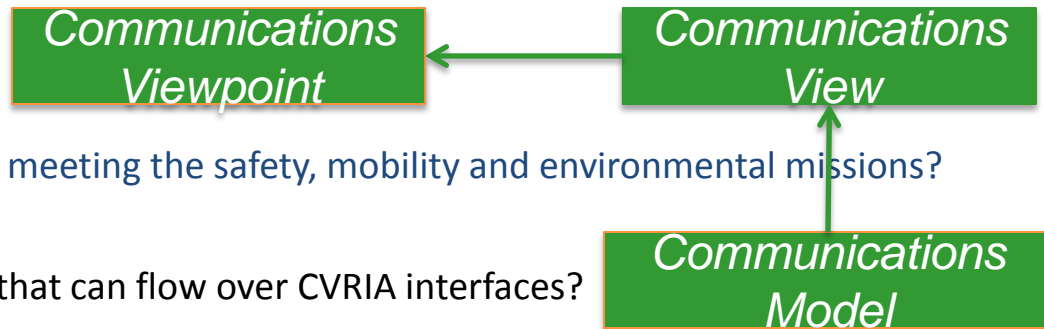 Communications
Viewpoint
Communications
View
meeting the safety, mobility and environmental missions?
that can flow over CVRIA interfaces?
Communications
Model